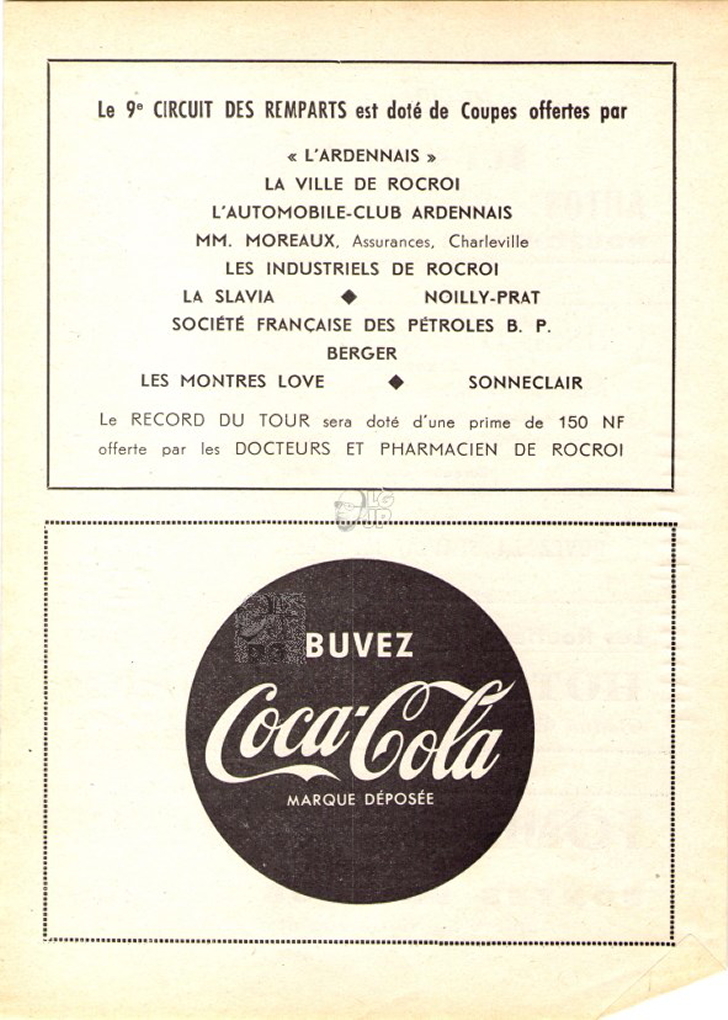 Le 9e CIRCUIT DES REMPARTS est doté de Coupes offertes par
« L'ARDENNAIS »
LA VILLE DE ROCROI
L'AUTOMOBILE-CLUB ARDENNAIS
MM. MOREAUX, Assurances, Charleville
LES INDUSTRIELS DE ROCROI
LA SLAVIA ◆ NOILLY-PRAT
SOCIÉTÉ FRANÇAISE DES PÉTROLES B. P.
BERGER
LES MONTRES LOVE ◆ SONNECLAIR
Le RECORD DU TOUR sera doté d'une prime de 150 NF
offerte par les DOCTEURS ET PHARMACIEN DE ROCROI
BUVEZ
Coca-Cola
MARQUE DÉPOSÉE